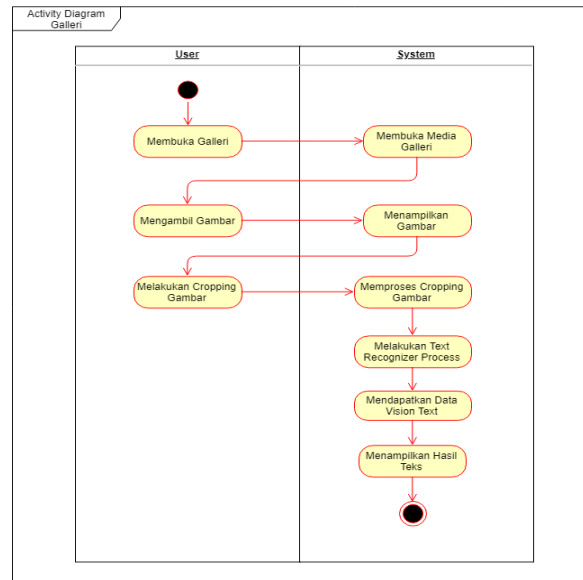 Activity Diagram
Galleri
User
System
Membuka Galleri
Membuka Media
Galleri
Mengambil Gambar
Menampilkan
Gambar
Melakukan Cropping
Gambar
Memproses Cropping
Gambar
Melakukan Text
Recognizer Process
Mendapatkan Data
Vision Text
Menampilkan Hasil
Teks